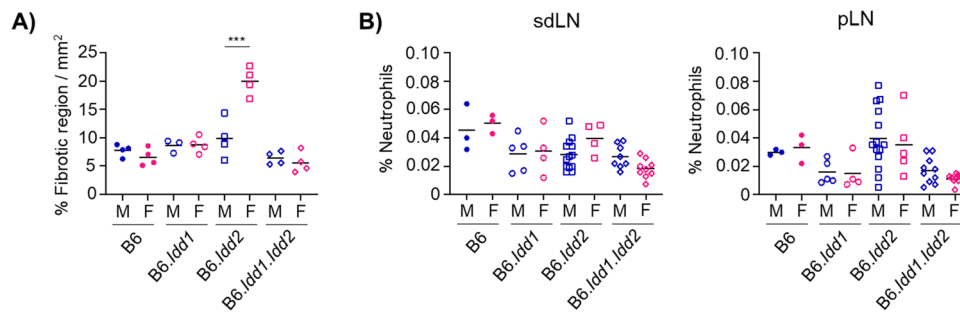 A)
% Fibrotic region / mm²
25
20
15
10
5
0
***
M F M F M F M F
B6
B6.Idd1
B6.Idd2
B6.Idd1.Idd2
B)
sdLN
% Neutrophils
0.10
0.08
0.06
0.04
0.02
0.00
M F M F M F M F
B6
B6.Idd1
B6.Idd2
B6.Idd1.Idd2
pLN
% Neutrophils
0.10
0.08
0.06
0.04
0.02
0.00
M F M F M F M F
B6
B6.Idd1
B6.Idd2
B6.Idd1.Idd2